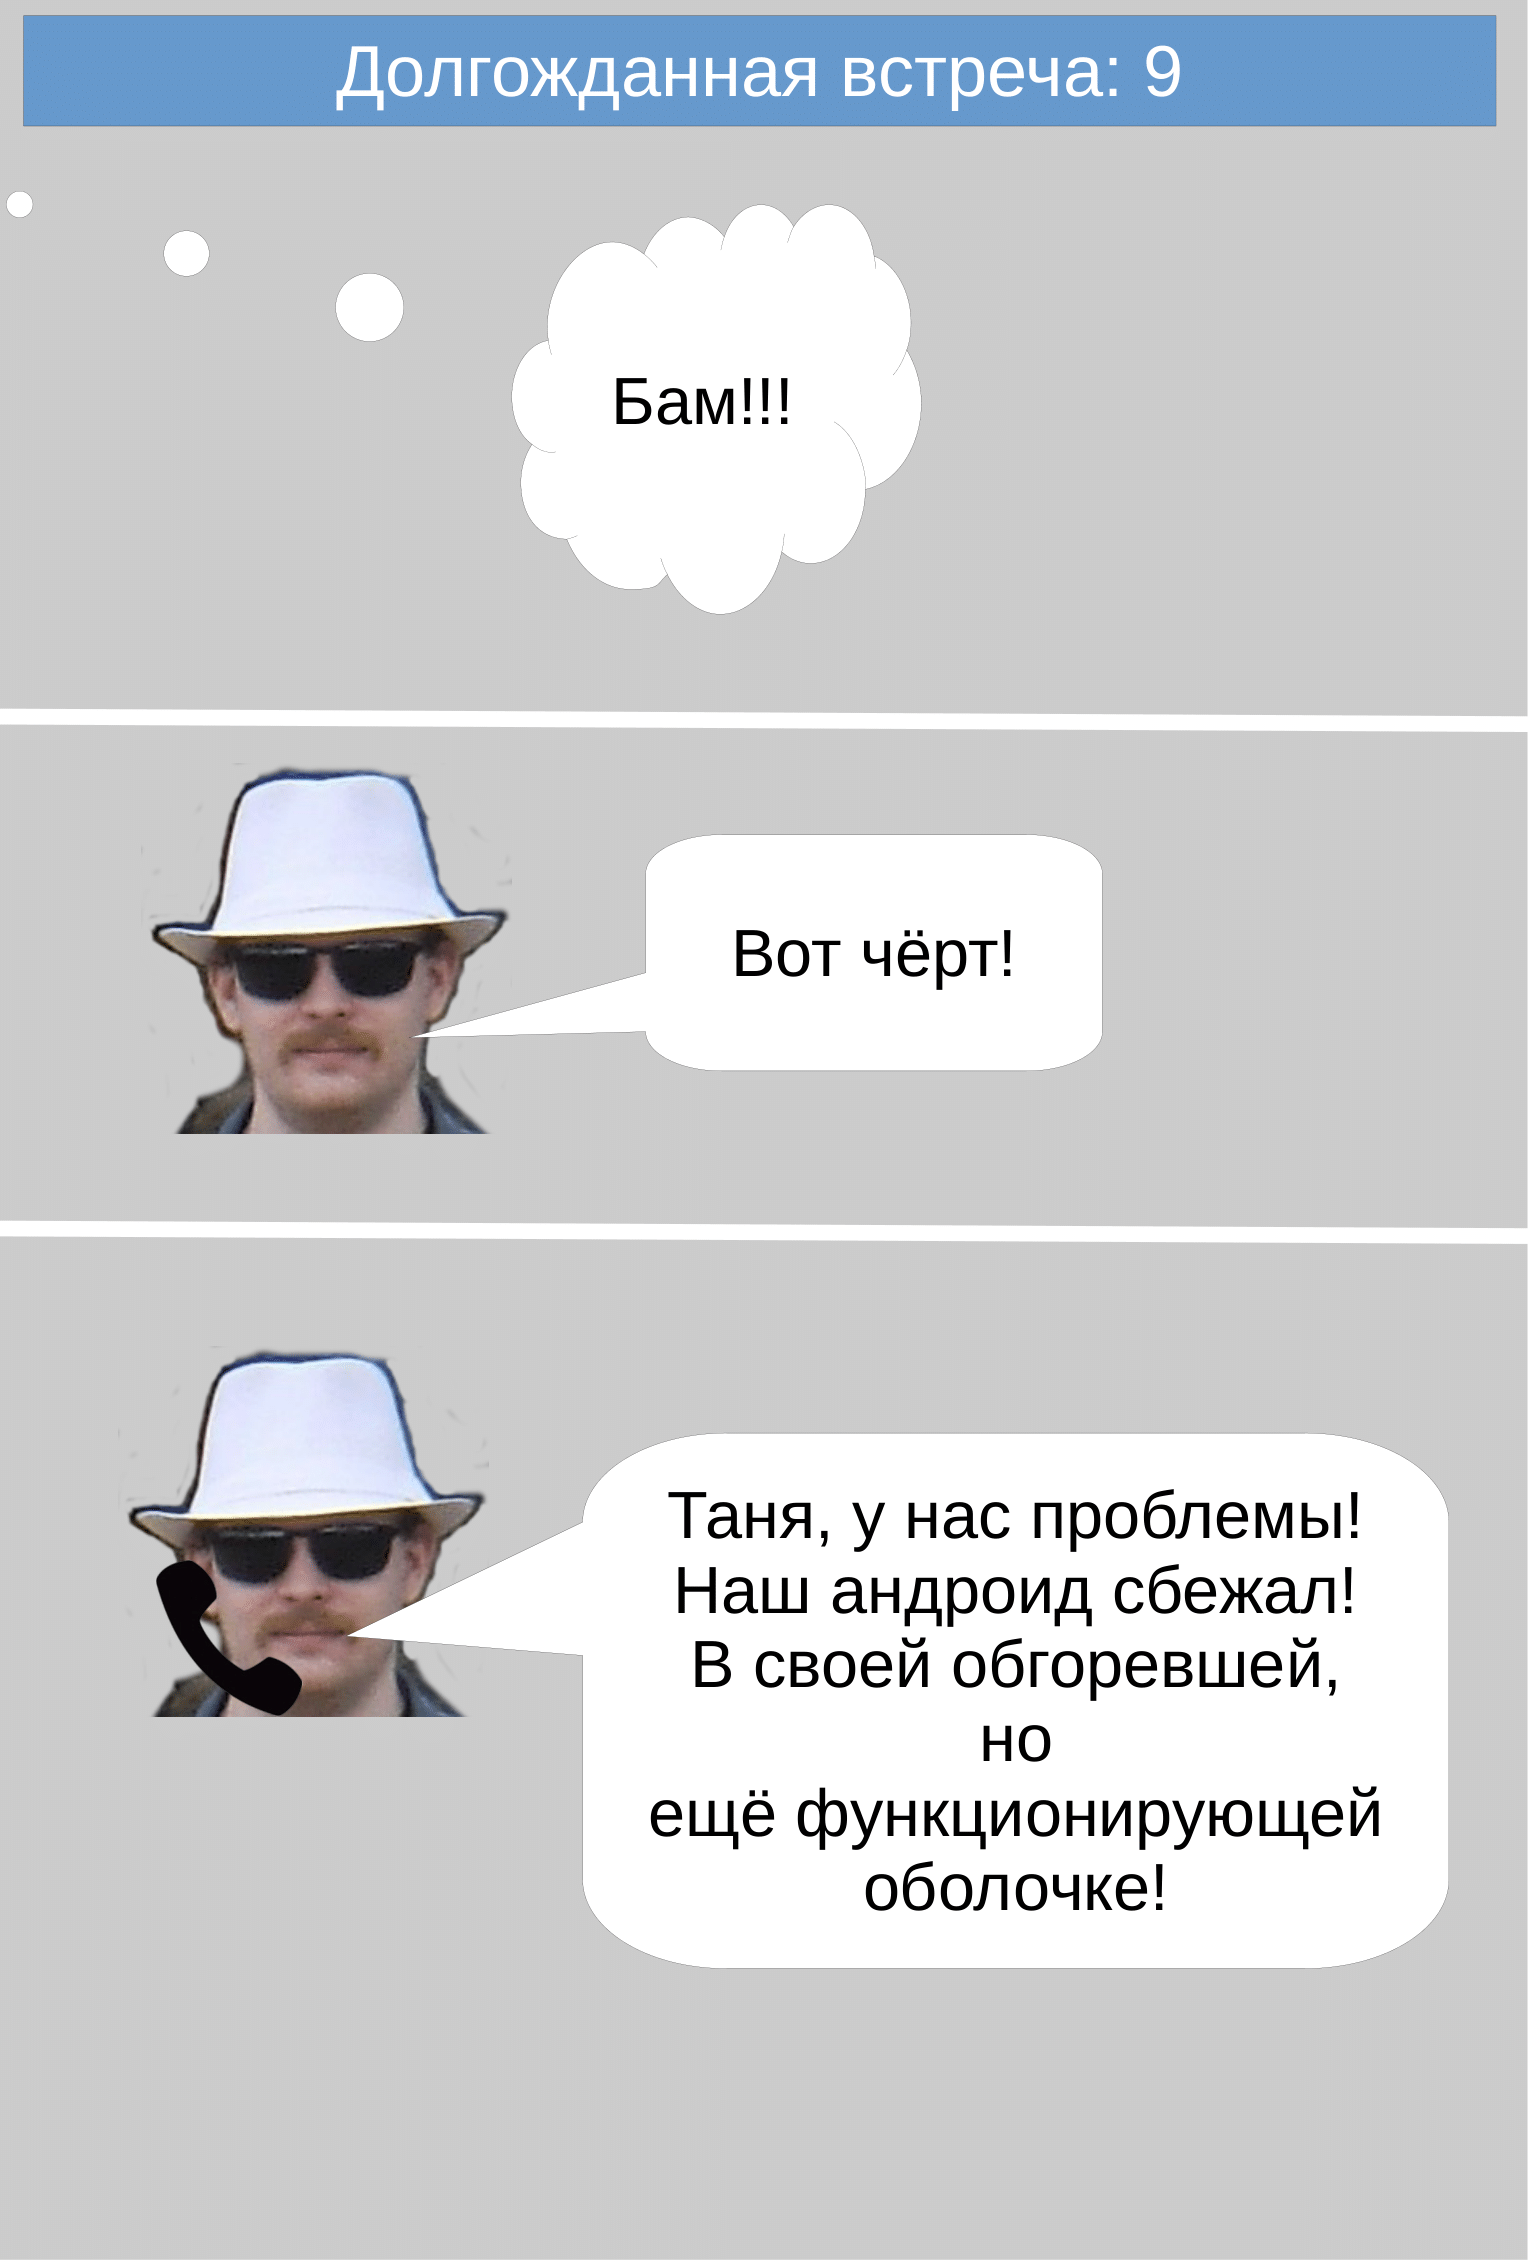 Долгожданная встреча: 9
Бам!!!
Вот чёрт!
Таня, у нас проблемы!
Наш андроид сбежал!
В своей обгоревшей,
но
ещё функционирующей
оболочке!